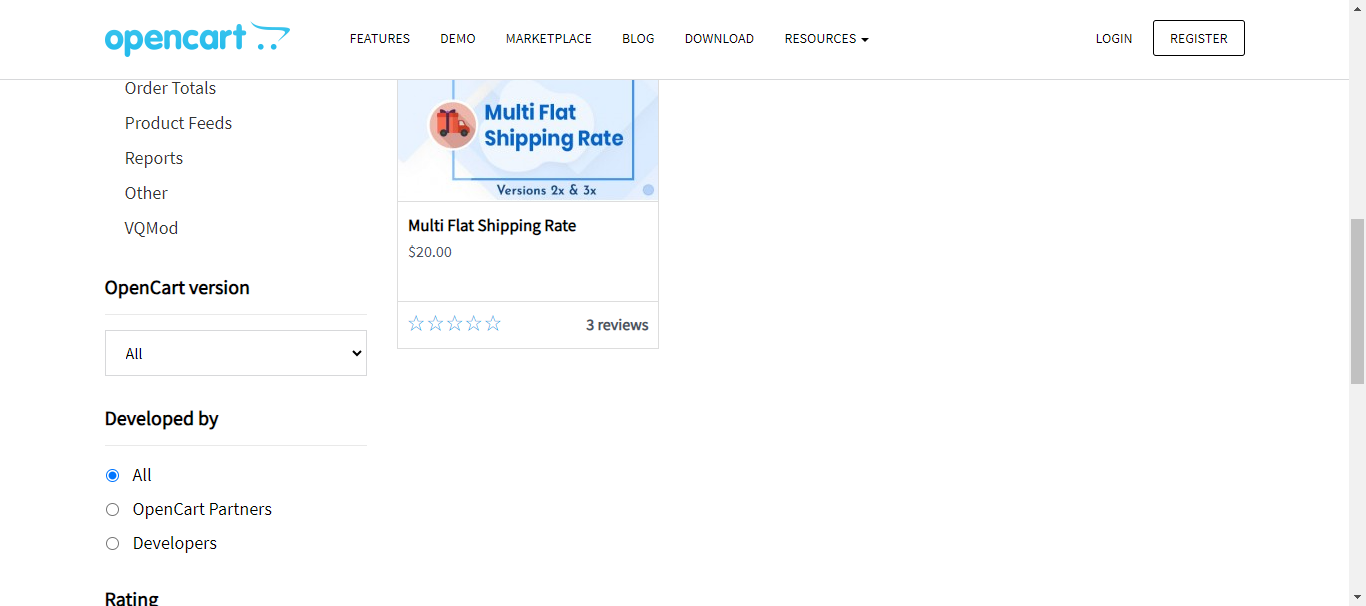 opencart
FEATURES DEMO MARKETPLACE BLOG DOWNLOAD RESOURCES LOGIN REGISTER
Order Totals
Product Feeds
Reports
Other
VQMod
OpenCart version
All
Developed by
All
OpenCart Partners
Developers
Rating
Multi Flat
Shipping Rate
Versions 2x & 3x
Multi Flat Shipping Rate
$20.00
3 reviews